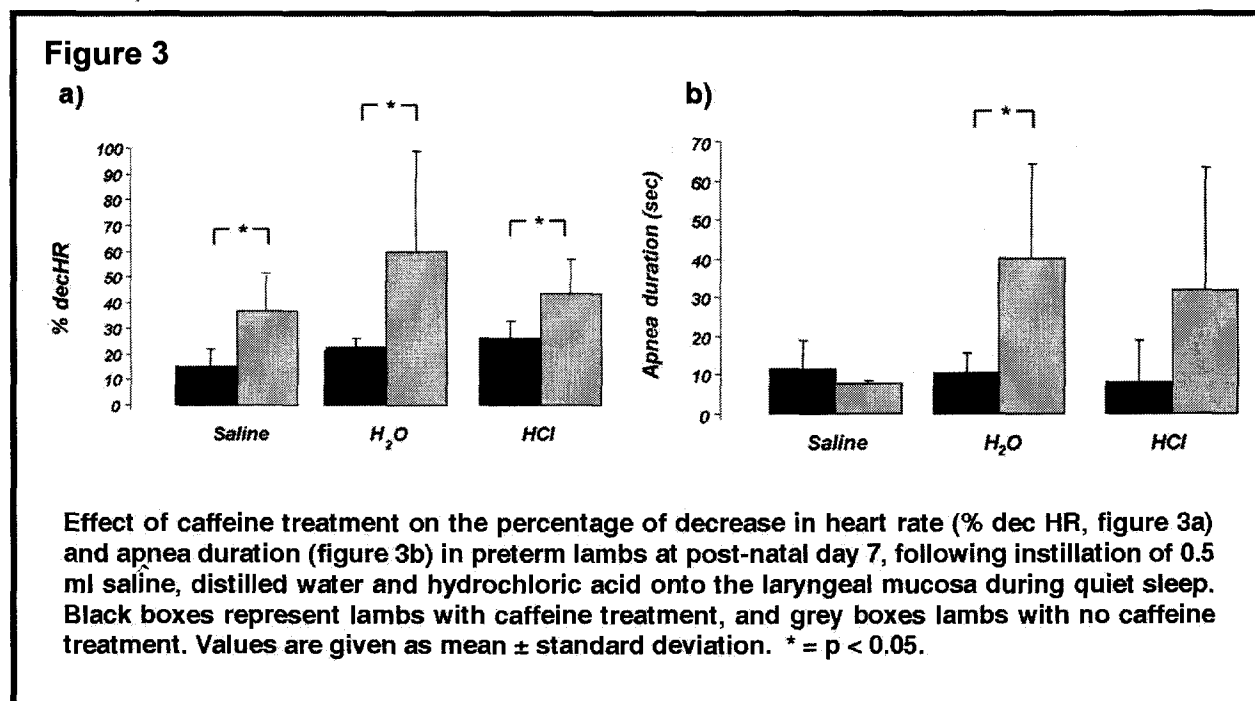 Figure 3
a)
b)
*
*
*
*
100
90
80
70
60
50
40
30
20
10
0
% decHR
Saline
H₂O
HCl
70
60
50
40
30
20
10
0
Apnea duration (sec)
Saline
H₂O
HCl
Effect of caffeine treatment on the percentage of decrease in heart rate (% dec HR, figure 3a)
and apnea duration (figure 3b) in preterm lambs at post-natal day 7, following instillation of 0.5
ml saline, distilled water and hydrochloric acid onto the laryngeal mucosa during quiet sleep.
Black boxes represent lambs with caffeine treatment, and grey boxes lambs with no caffeine
treatment. Values are given as mean ± standard deviation. * = p < 0.05.